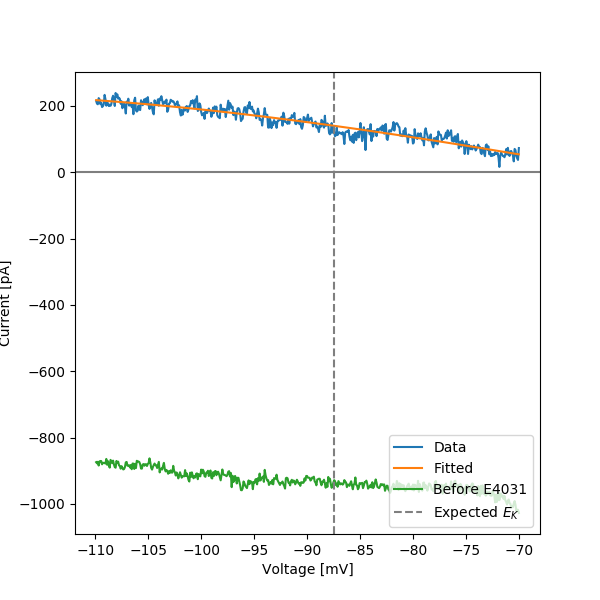 200
0
−200
−400
−600
−800
−1000
Current [pA]
−110
−105
−100
−95
−90
−85
−80
−75
−70
Voltage [mV]
Data
Fitted
Before E4031
Expected E_K